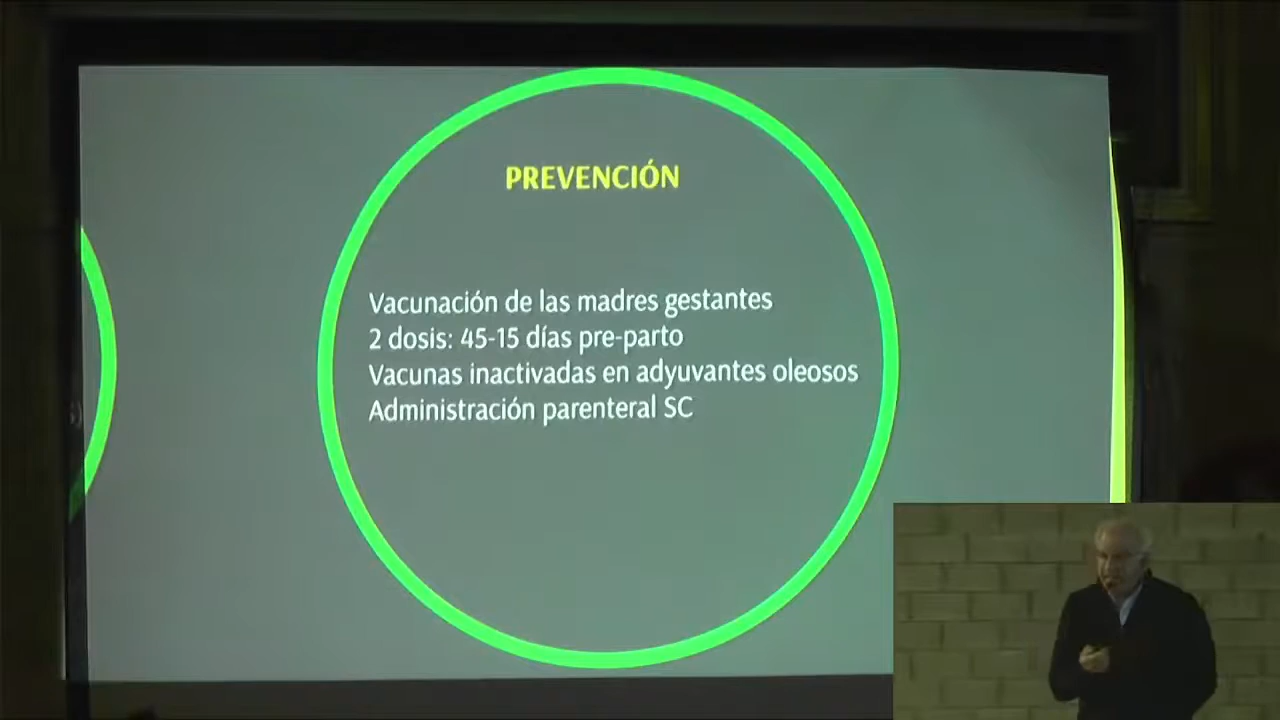 PREVENCIÓN
Vacunación de las madres gestantes
2 dosis: 45-15 días pre-parto
Vacunas inactivadas en adyuvantes oleosos
Administración parenteral SC